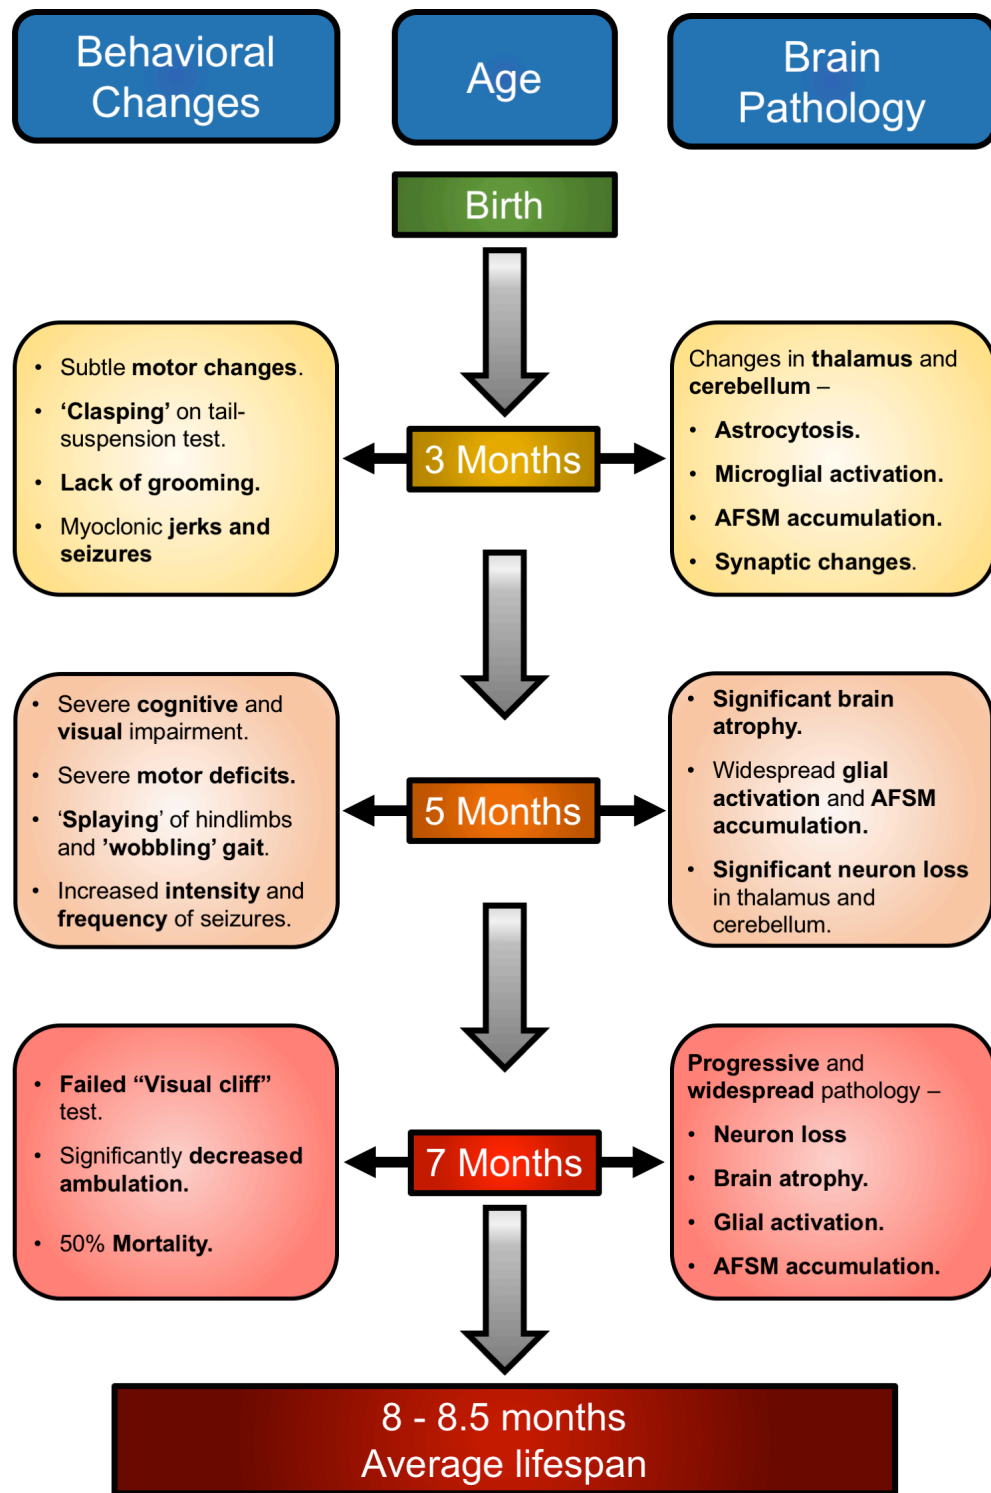 Behavioral
Changes
Age
Brain
Pathology
Birth
• Subtle motor changes.
• ‘Clasping’ on tail-
suspension test.
• Lack of grooming.
• Myoclonic jerks and
seizures
3 Months
Changes in thalamus and
cerebellum –
• Astrocytosis.
• Microglial activation.
• AFSM accumulation.
• Synaptic changes.
• Severe cognitive and
visual impairment.
• Severe motor deficits.
• ‘Splaying’ of hindlimbs
and ’wobbling’ gait.
• Increased intensity and
frequency of seizures.
5 Months
• Significant brain
atrophy.
• Widespread glial
activation and AFSM
accumulation.
• Significant neuron loss
in thalamus and
cerebellum.
• Failed “Visual cliff”
test.
• Significantly decreased
ambulation.
• 50% Mortality.
7 Months
Progressive and
widespread pathology –
• Neuron loss
• Brain atrophy.
• Glial activation.
• AFSM accumulation.
8 - 8.5 months
Average lifespan